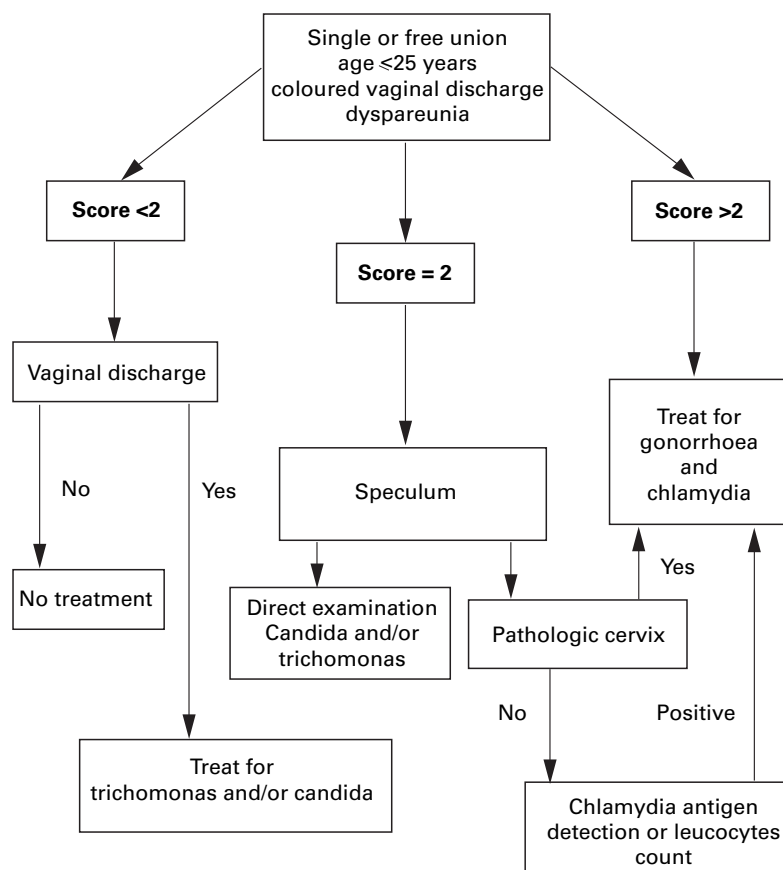 Single or free union
age ⩽25 years
coloured vaginal discharge
dyspareunia
Score <2
Score >2
Score = 2
Vaginal discharge
Treat for
gonorrhoea
and
chlamydia
No
Yes
Speculum
Yes
No treatment
Direct examination
Candida and/or
trichomonas
Pathologic cervix
No
Positive
Treat for
trichomonas and/or candida
Chlamydia antigen
detection or leucocytes
count